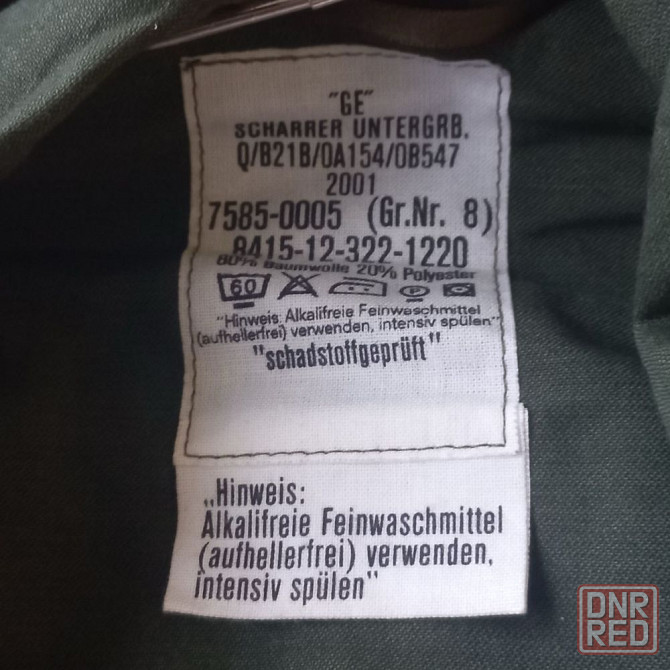 "GE"
SCHARRER UNTERGRB.
Q/B21B/0A154/0B547
2001
7585-0005 (Gr.Nr. 8)
8415-12-322-1220
80% Baumwolle 20% Polyester
60 P
"Hinweis: Alkalifreie Feinwaschmittel
(aufhellerfrei) verwenden, intensiv spülen"
"schadstoffgeprüft"
„Hinweis:
Alkalifreie Feinwaschmittel
(aufhellerfrei) verwenden,
intensiv spülen"
DNR
RED